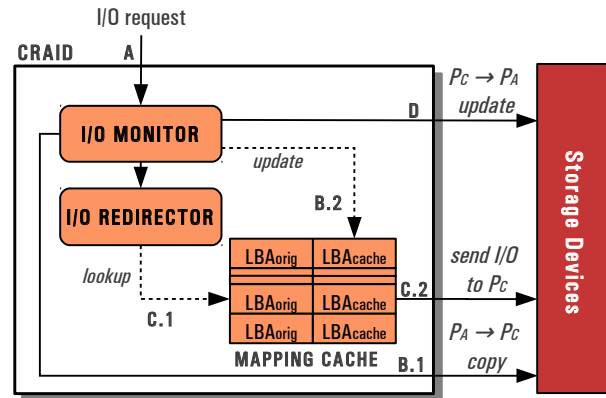 I/O request
CRAID
A
PC → PA
update
D
I/O MONITOR
update
B.2
I/O REDIRECTOR
lookup
C.1
LBAorig LBAcache
LBAorig LBAcache
LBAorig LBAcache
MAPPING CACHE
C.2
send I/O
to PC
B.1
PA → PC
copy
Storage Devices